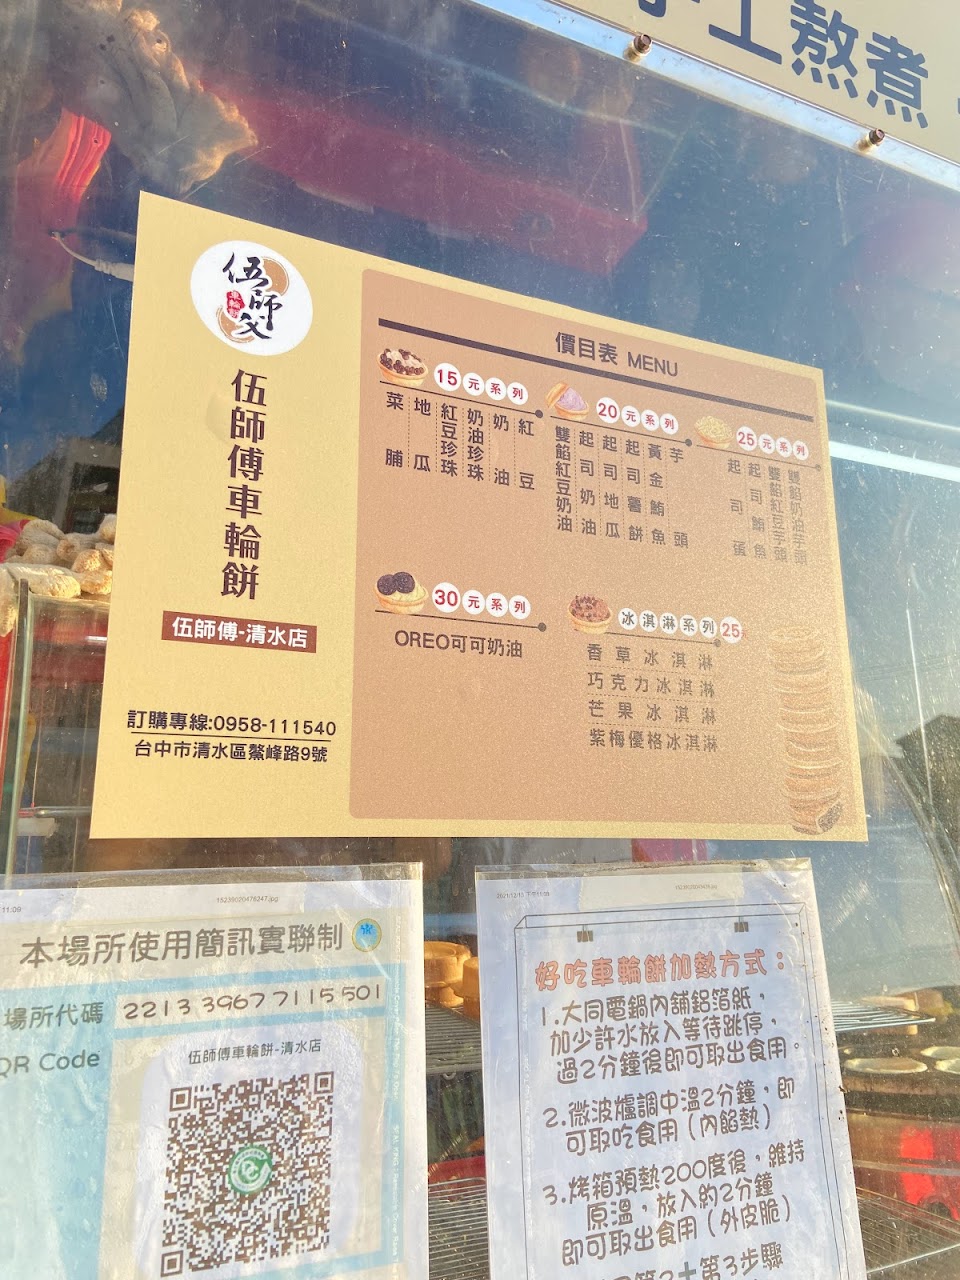 手工熬煮
伍師父
車輪餅
伍師傅車輪餅
伍師傅-清水店
訂購專線:0958-111540
台中市清水區鰲峰路9號
價目表 MENU
15元系列
紅豆
奶油
奶油珍珠
紅豆珍珠
地瓜
菜脯
20元系列
芋頭
黃金鮪魚
起司薯餅
起司地瓜
起司奶油
雙餡紅豆奶油
25元系列
雙餡奶油芋頭
雙餡紅豆芋頭
起司鮪魚
起司蛋
30元系列
OREO可可奶油
冰淇淋系列25
香草冰淇淋
巧克力冰淇淋
芒果冰淇淋
紫梅優格冰淇淋
11:09
15239020476247.jpg
本場所使用簡訊實聯制
場所代碼
2213 3967 7115 501
QR Code
伍師傅車輪餅-清水店
好吃車輪餅加熱方式：
1.大同電鍋內舖鋁箔紙，
加少許水放入等待跳停，
過2分鐘後即可取出食用。
2.微波爐調中溫2分鐘，即
可取吃食用(內餡熱)
3.烤箱預熱200度後，維持
原溫，放入約2分鐘
即可取出食用(外皮脆)
第2+第3步驟